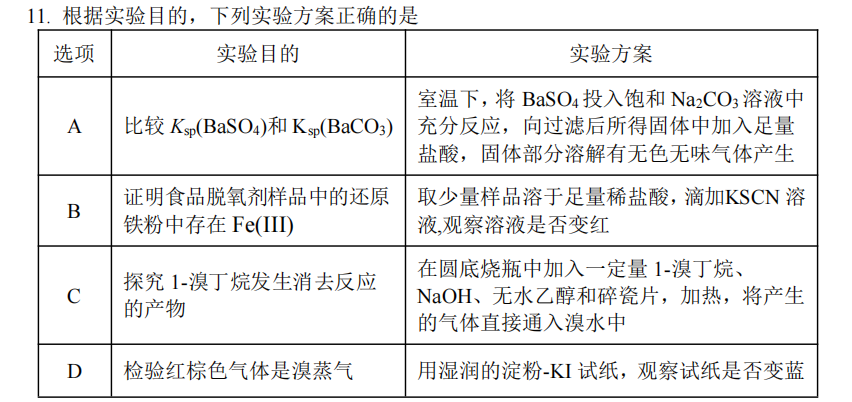 11. 根据实验目的，下列实验方案正确的是
选项 实验目的 实验方案
A 比较 Ksp(BaSO4)和 Ksp(BaCO3)
室温下，将 BaSO4 投入饱和 Na2CO3 溶液中
充分反应，向过滤后所得固体中加入足量
盐酸，固体部分溶解有无色无味气体产生
B
证明食品脱氧剂样品中的还原
铁粉中存在 Fe(III)
取少量样品溶于足量稀盐酸，滴加KSCN 溶
液,观察溶液是否变红
C
探究 1-溴丁烷发生消去反应
的产物
在圆底烧瓶中加入一定量 1-溴丁烷、
NaOH、无水乙醇和碎瓷片，加热，将产生
的气体直接通入溴水中
D 检验红棕色气体是溴蒸气 用湿润的淀粉-KI 试纸，观察试纸是否变蓝